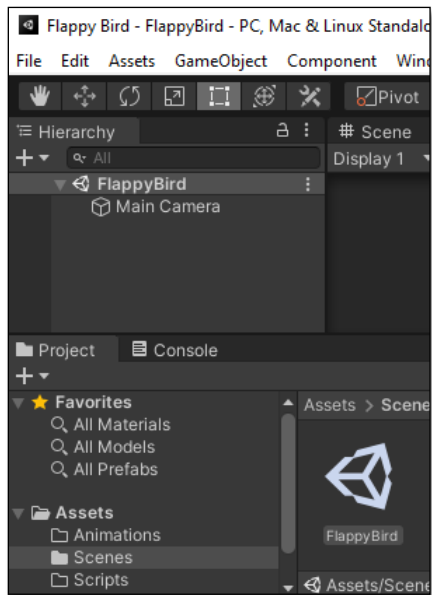 Flappy Bird - FlappyBird - PC, Mac & Linux Standalo
File Edit Assets GameObject Component Wind
Pivot
Hierarchy # Scene
All Display 1
FlappyBird
Main Camera
Project Console
Favorites Assets > Scene
All Materials
All Models
All Prefabs
Assets
Animations FlappyBird
Scenes
Scripts Assets/Scene